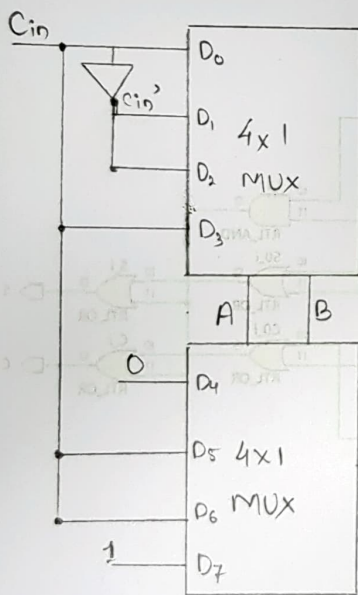 Cin
D0
Cin'
D1
4x1
D2
MUX
D3
A B
0
D4
D5 4x1
D6 MUX
1
D7